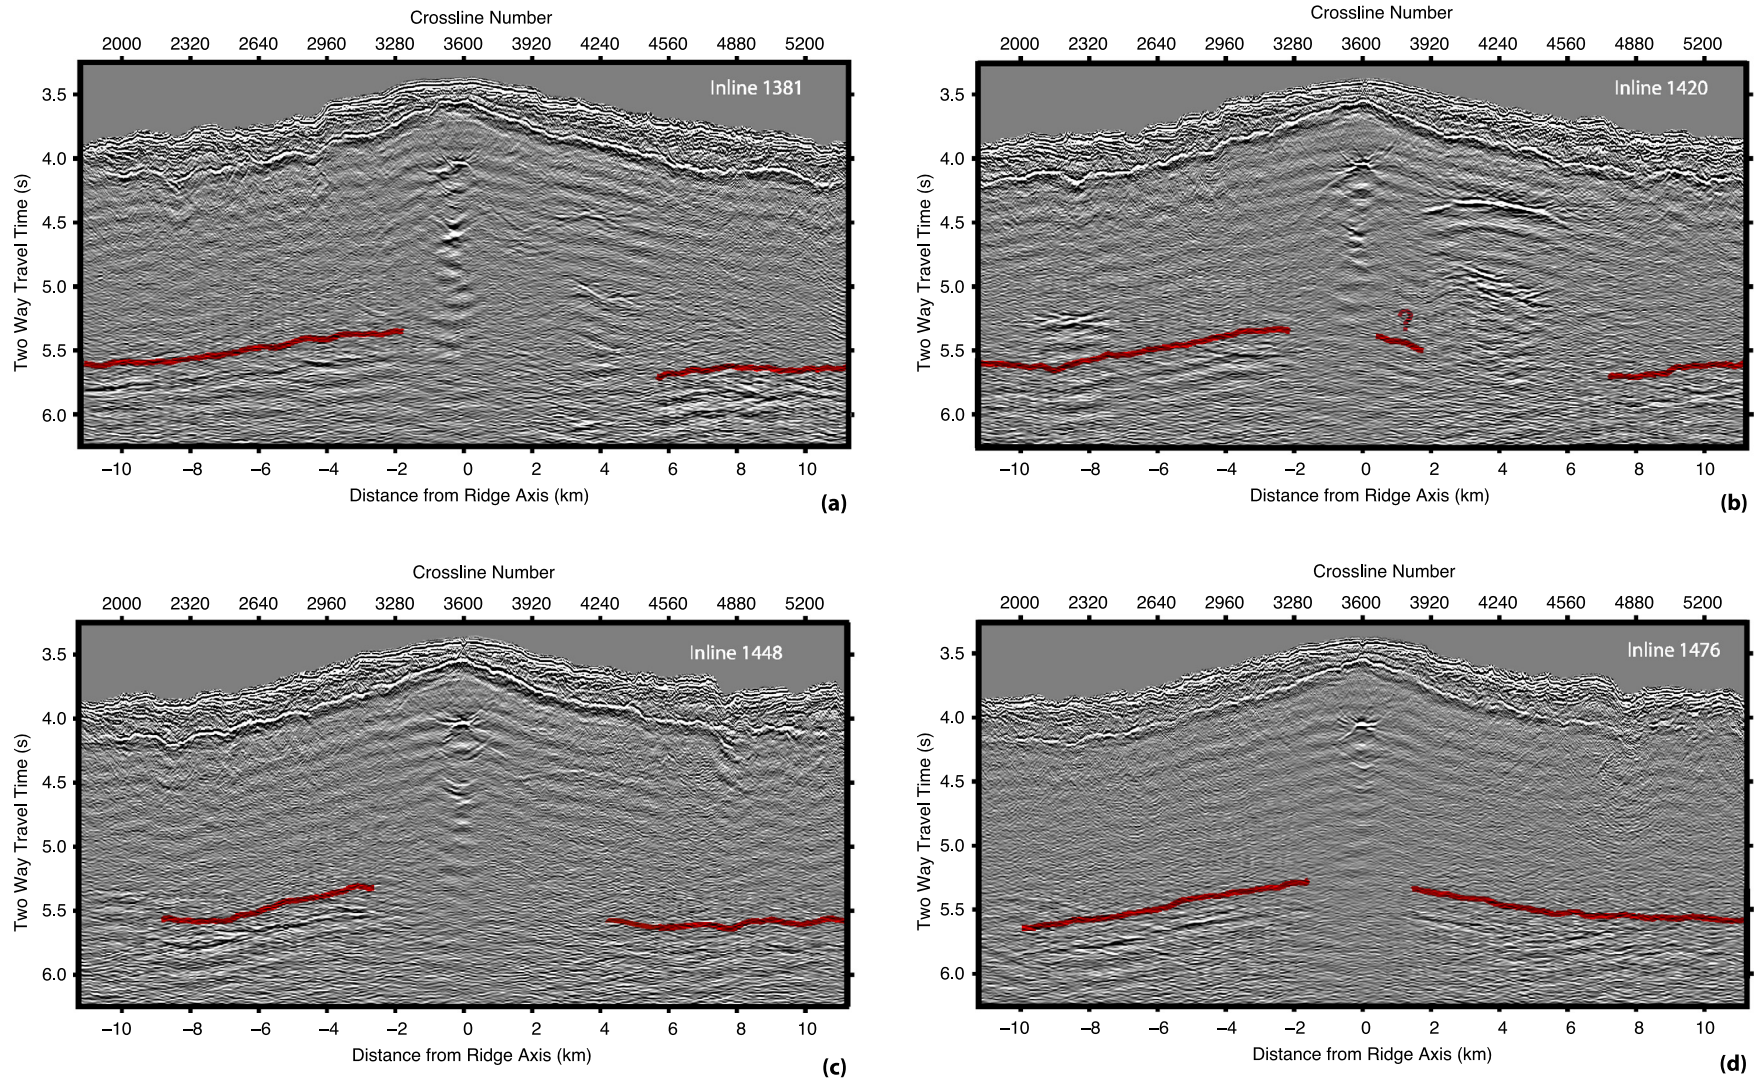 Crossline Number
2000 2320 2640 2960 3280 3600 3920 4240 4560 4880 5200
Inline 1381
Two Way Travel Time (s)
3.5
4.0
4.5
5.0
5.5
6.0
−10 −8 −6 −4 −2 0 2 4 6 8 10
Distance from Ridge Axis (km)
(a)
Crossline Number
2000 2320 2640 2960 3280 3600 3920 4240 4560 4880 5200
Inline 1420
Two Way Travel Time (s)
3.5
4.0
4.5
5.0
?
5.5
6.0
−10 −8 −6 −4 −2 0 2 4 6 8 10
Distance from Ridge Axis (km)
(b)
Crossline Number
2000 2320 2640 2960 3280 3600 3920 4240 4560 4880 5200
Inline 1448
Two Way Travel Time (s)
3.5
4.0
4.5
5.0
5.5
6.0
−10 −8 −6 −4 −2 0 2 4 6 8 10
Distance from Ridge Axis (km)
(c)
Crossline Number
2000 2320 2640 2960 3280 3600 3920 4240 4560 4880 5200
Inline 1476
Two Way Travel Time (s)
3.5
4.0
4.5
5.0
5.5
6.0
−10 −8 −6 −4 −2 0 2 4 6 8 10
Distance from Ridge Axis (km)
(d)